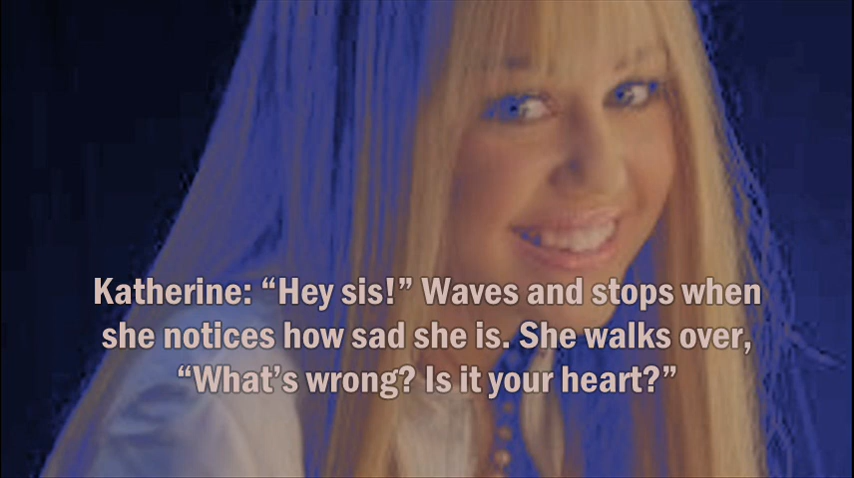 Katherine: “Hey sis!” Waves and stops when
she notices how sad she is. She walks over,
“What’s wrong? Is it your heart?”